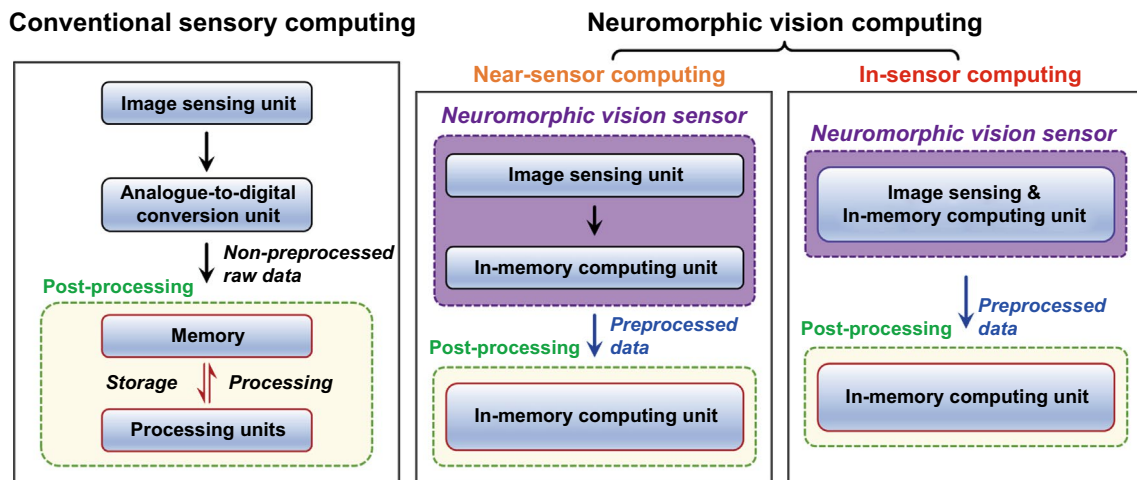 Conventional sensory computing
Image sensing unit
Analogue-to-digital
conversion unit
Non-preprocessed
raw data
Post-processing
Memory
Storage
Processing
Processing units
Neuromorphic vision computing
Near-sensor computing
Neuromorphic vision sensor
Image sensing unit
In-memory computing unit
Preprocessed
data
Post-processing
In-memory computing unit
In-sensor computing
Neuromorphic vision sensor
Image sensing &
In-memory computing unit
Preprocessed
data
Post-processing
In-memory computing unit